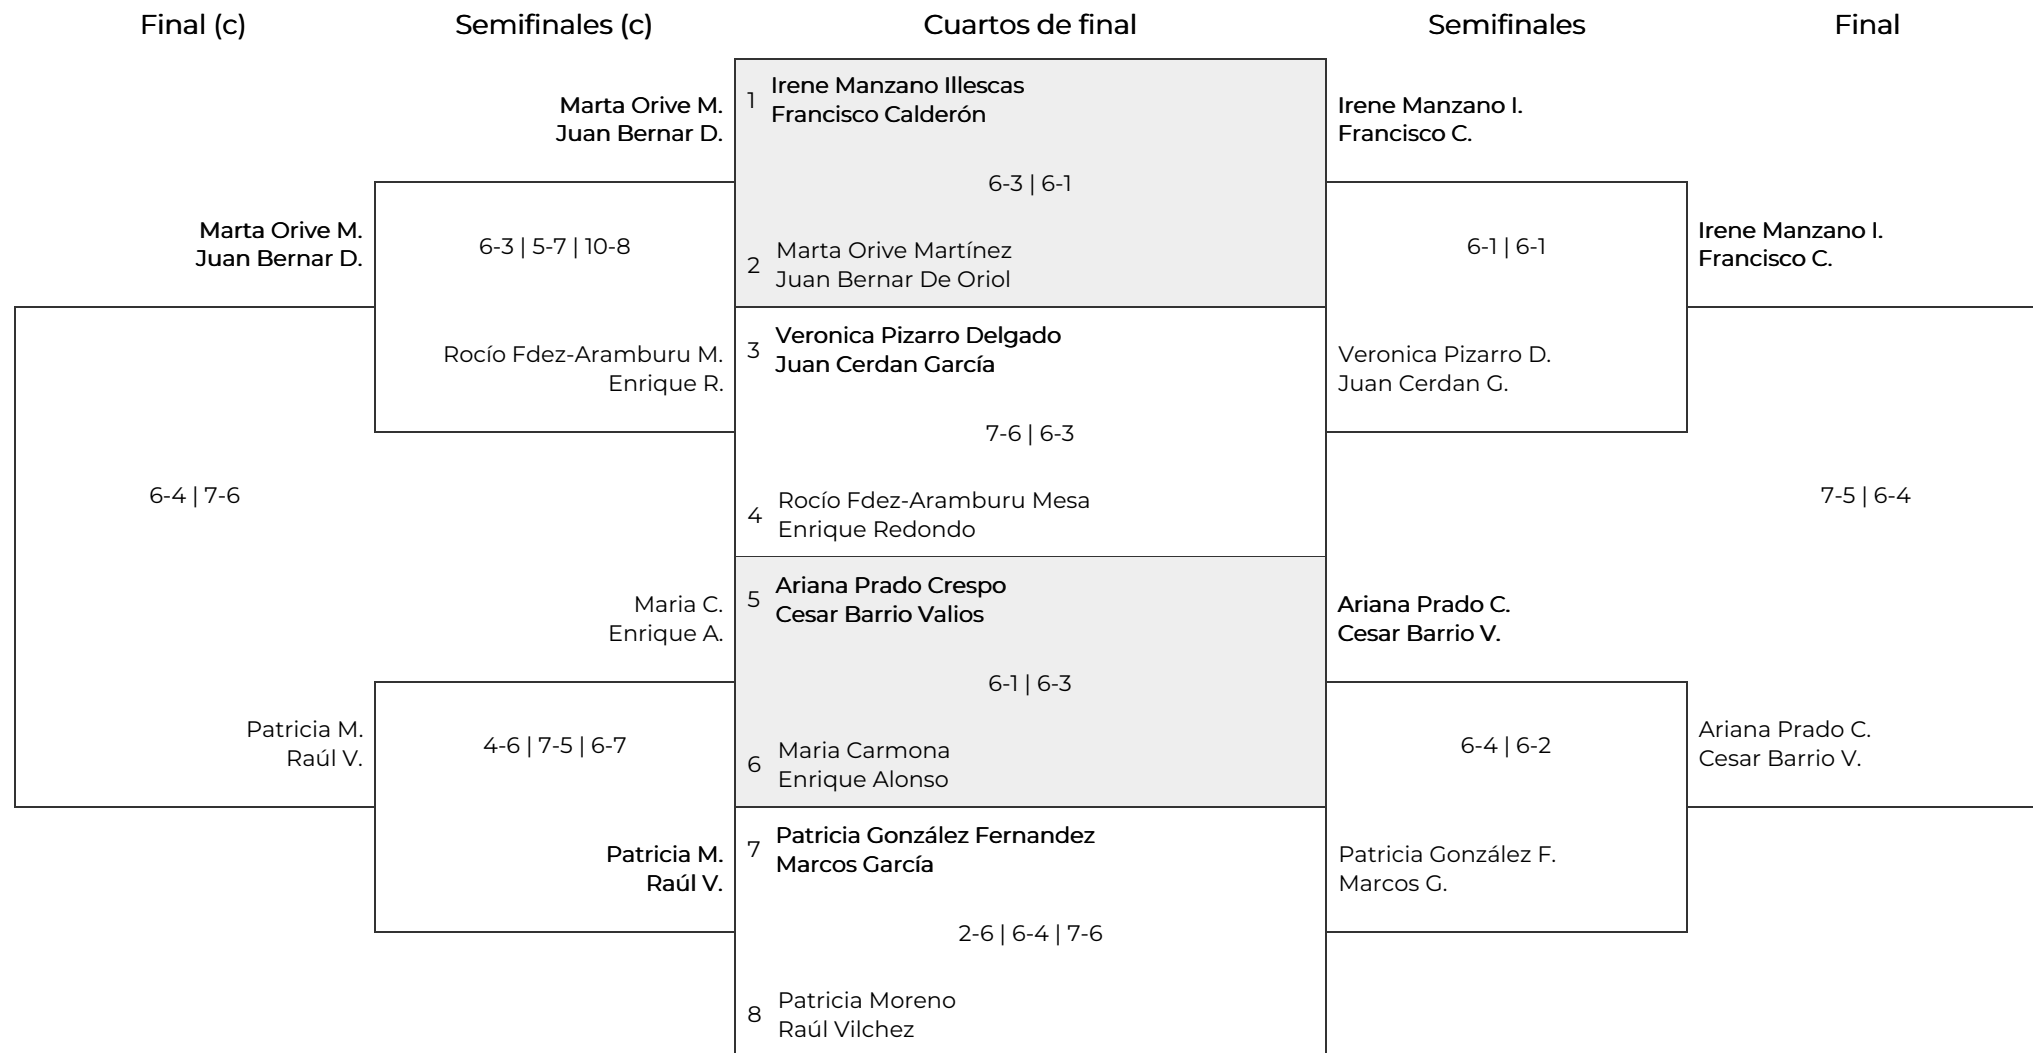 Final (c)
Semifinales (c)
Cuartos de final
Semifinales
Final
Marta Orive M.
Juan Bernar D.
6-4 | 7-6
Patricia M.
Raúl V.
Marta Orive M.
Juan Bernar D.
6-3 | 5-7 | 10-8
Rocío Fdez-Aramburu M.
Enrique R.
Maria C.
Enrique A.
4-6 | 7-5 | 6-7
Patricia M.
Raúl V.
1
Irene Manzano Illescas
Francisco Calderón
6-3 | 6-1
2
Marta Orive Martínez
Juan Bernar De Oriol
3
Veronica Pizarro Delgado
Juan Cerdan García
7-6 | 6-3
4
Rocío Fdez-Aramburu Mesa
Enrique Redondo
5
Ariana Prado Crespo
Cesar Barrio Valios
6-1 | 6-3
6
Maria Carmona
Enrique Alonso
7
Patricia González Fernandez
Marcos García
2-6 | 6-4 | 7-6
8
Patricia Moreno
Raúl Vilchez
Irene Manzano I.
Francisco C.
6-1 | 6-1
Veronica Pizarro D.
Juan Cerdan G.
Ariana Prado C.
Cesar Barrio V.
6-4 | 6-2
Patricia González F.
Marcos G.
Irene Manzano I.
Francisco C.
7-5 | 6-4
Ariana Prado C.
Cesar Barrio V.